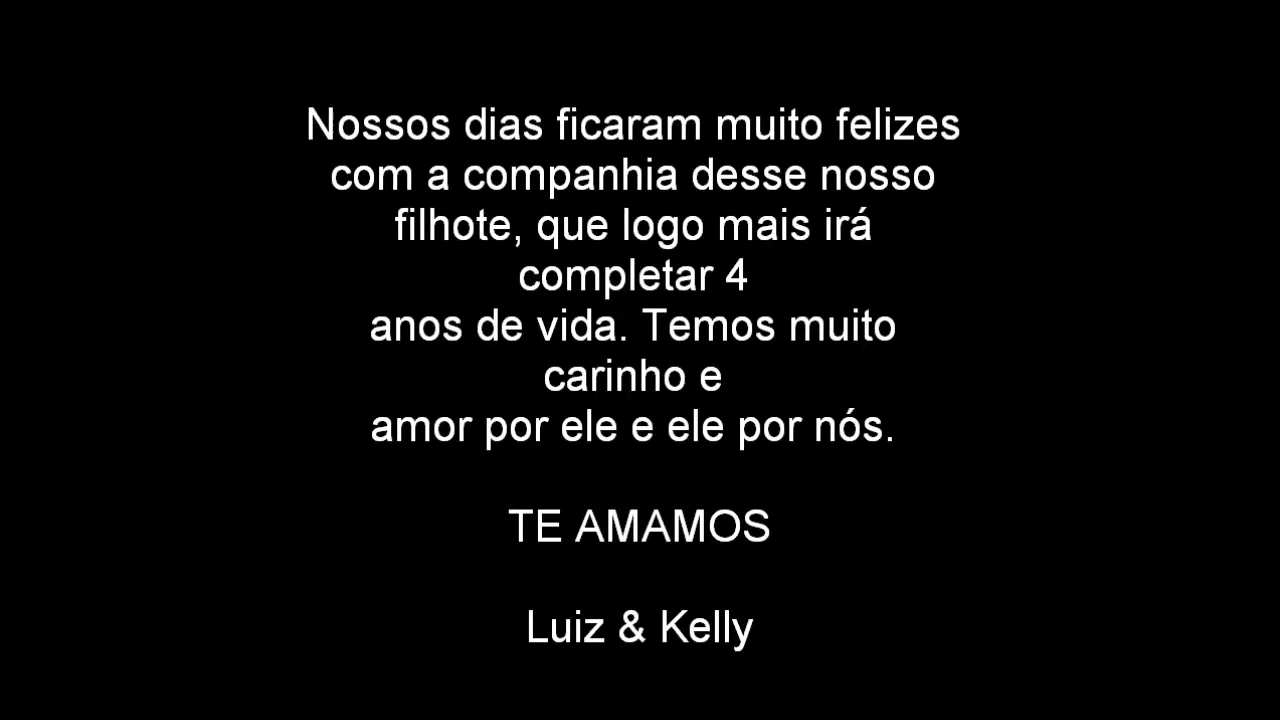 Nossos dias ficaram muito felizes
com a companhia desse nosso
filhote, que logo mais irá
completar 4
anos de vida. Temos muito
carinho e
amor por ele e ele por nós.
TE AMAMOS
Luiz & Kelly